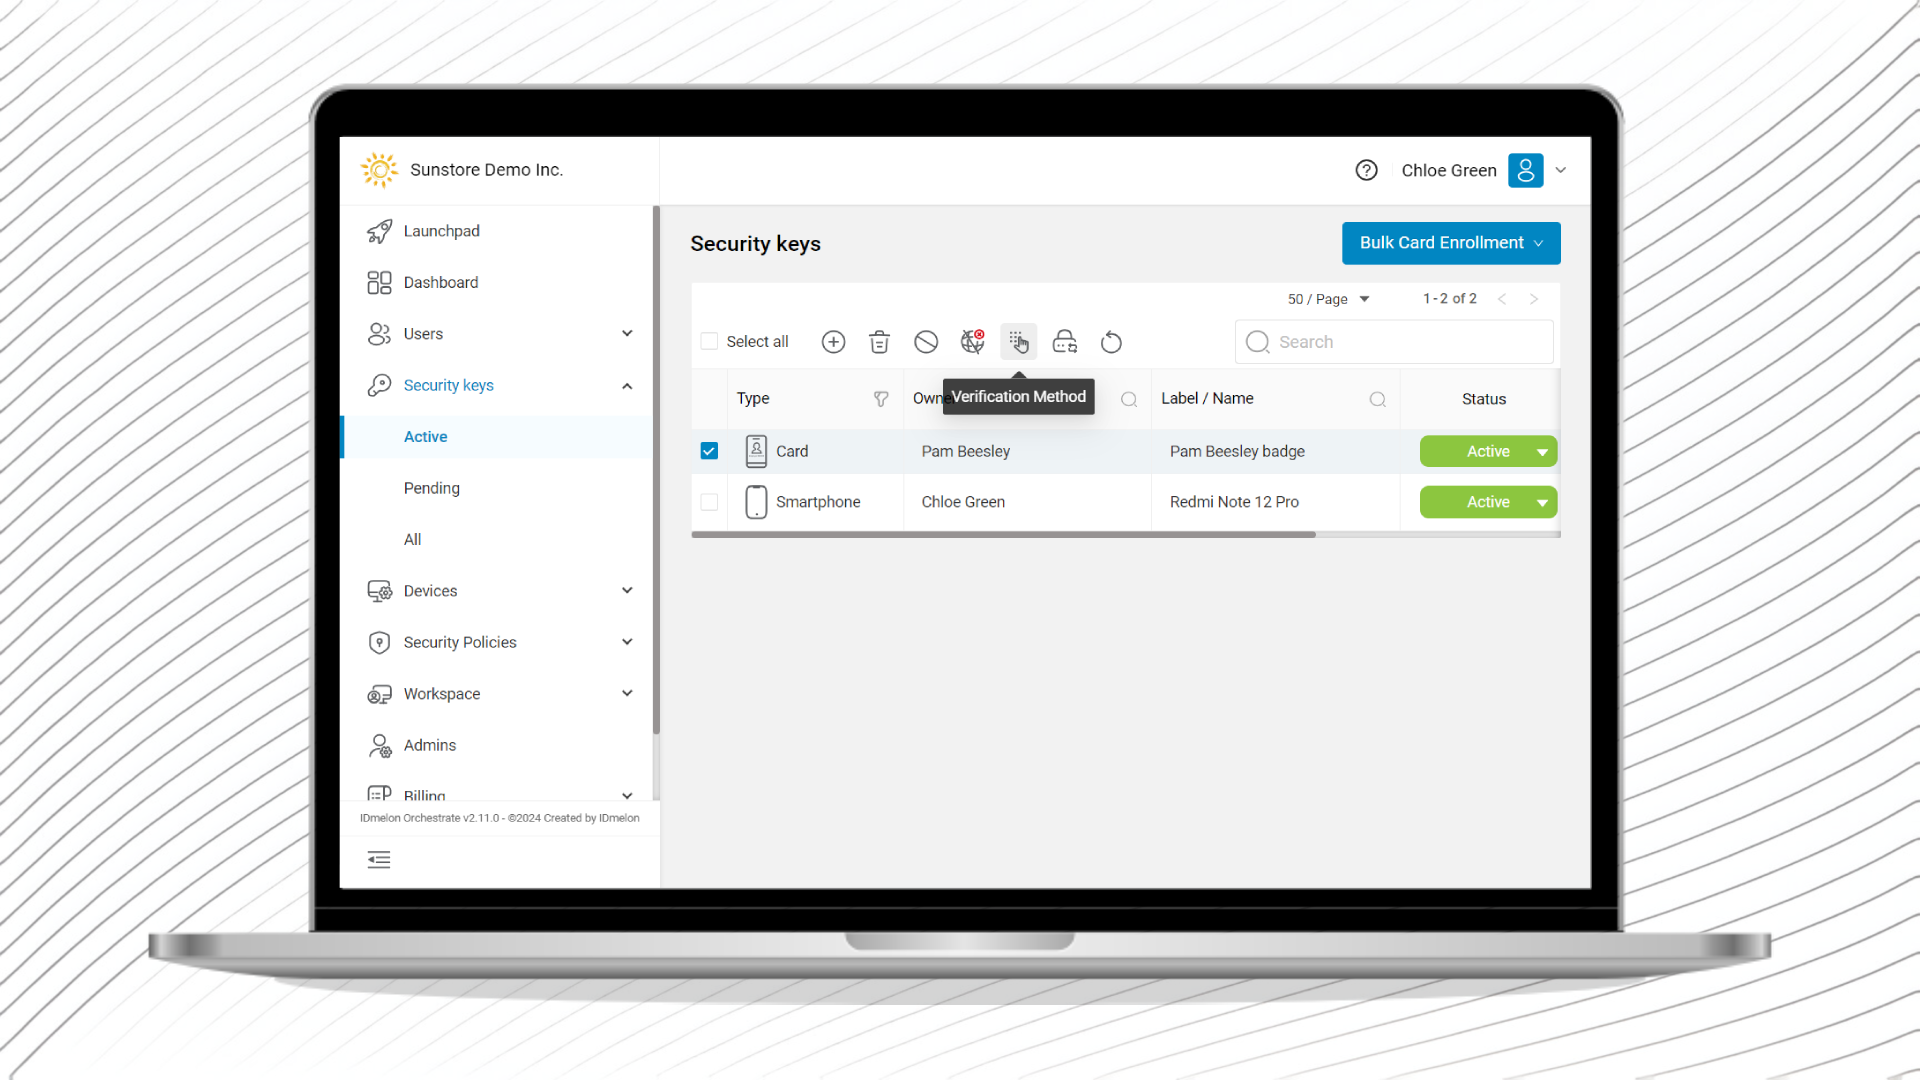 Sunstore Demo Inc.
Chloe Green
Launchpad
Dashboard
Users
Security keys
Active
Pending
All
Devices
Security Policies
Workspace
Admins
Billing
IDmelon Orchestrate v2.11.0 - ©2024 Created by IDmelon
Security keys
Bulk Card Enrollment
50 / Page
1-2 of 2
Select all
Search
Verification Method
Type
Owne
Label / Name
Status
Card
Pam Beesley
Pam Beesley badge
Active
Smartphone
Chloe Green
Redmi Note 12 Pro
Active